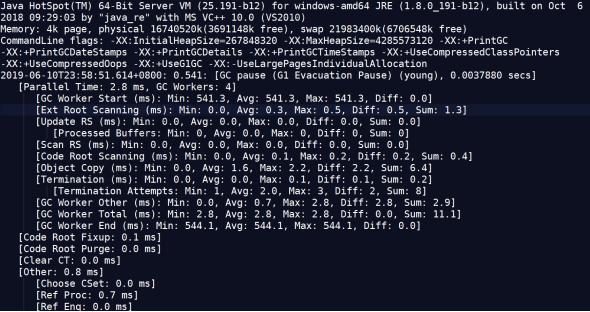 Java HotSpot(TM) 64-Bit Server VM (25.191-b12) for windows-amd64 JRE (1.8.0_191-b12), built on Oct  6
2018 09:29:03 by "java_re" with MS VC++ 10.0 (VS2010)
Memory: 4k page, physical 16740520k(3691148k free), swap 21983400k(6706548k free)
CommandLine flags: -XX:InitialHeapSize=267848320 -XX:MaxHeapSize=4285573120 -XX:+PrintGC
-XX:+PrintGCDateStamps -XX:+PrintGCDetails -XX:+PrintGCTimeStamps -XX:+UseCompressedClassPointers
-XX:+UseCompressedOops -XX:+UseG1GC -XX:-UseLargePagesIndividualAllocation
2019-06-10T23:58:51.614+0800: 0.541: [GC pause (G1 Evacuation Pause) (young), 0.0037880 secs]
[Parallel Time: 2.8 ms, GC Workers: 4]
[GC Worker Start (ms): Min: 541.3, Avg: 541.3, Max: 541.3, Diff: 0.0]
[Ext Root Scanning (ms): Min: 0.0, Avg: 0.3, Max: 0.5, Diff: 0.5, Sum: 1.3]
[Update RS (ms): Min: 0.0, Avg: 0.0, Max: 0.0, Diff: 0.0, Sum: 0.0]
[Processed Buffers: Min: 0, Avg: 0.0, Max: 0, Diff: 0, Sum: 0]
[Scan RS (ms): Min: 0.0, Avg: 0.0, Max: 0.0, Diff: 0.0, Sum: 0.0]
[Code Root Scanning (ms): Min: 0.0, Avg: 0.1, Max: 0.2, Diff: 0.2, Sum: 0.4]
[Object Copy (ms): Min: 0.0, Avg: 1.6, Max: 2.2, Diff: 2.2, Sum: 6.4]
[Termination (ms): Min: 0.0, Avg: 0.0, Max: 0.1, Diff: 0.1, Sum: 0.2]
[Termination Attempts: Min: 1, Avg: 2.0, Max: 3, Diff: 2, Sum: 8]
[GC Worker Other (ms): Min: 0.0, Avg: 0.7, Max: 2.8, Diff: 2.8, Sum: 2.9]
[GC Worker Total (ms): Min: 2.8, Avg: 2.8, Max: 2.8, Diff: 0.0, Sum: 11.1]
[GC Worker End (ms): Min: 544.1, Avg: 544.1, Max: 544.1, Diff: 0.0]
[Code Root Fixup: 0.1 ms]
[Code Root Purge: 0.0 ms]
[Clear CT: 0.0 ms]
[Other: 0.8 ms]
[Choose CSet: 0.0 ms]
[Ref Proc: 0.7 ms]
[Ref Enq: 0.0 ms]